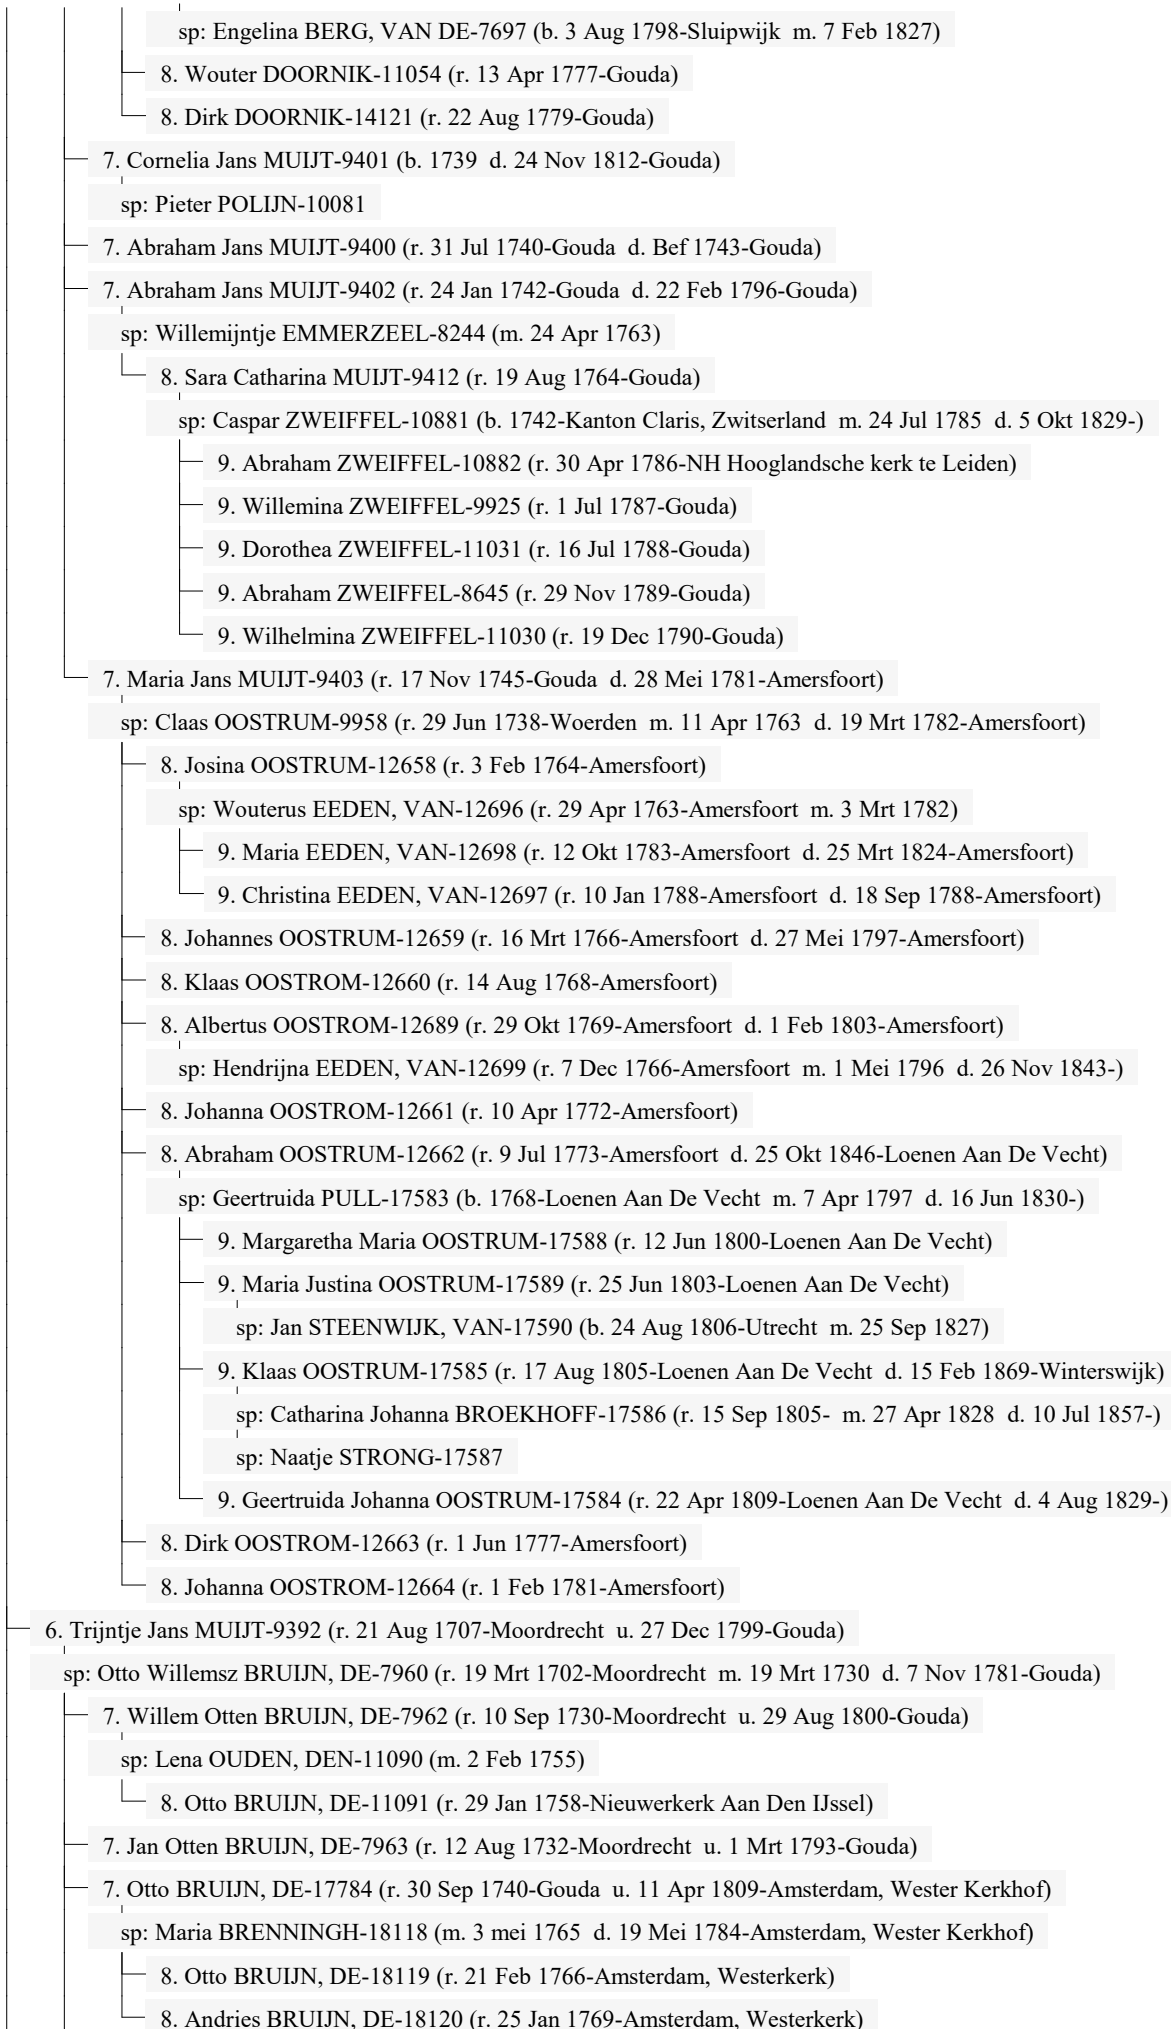 sp: Engelina BERG, VAN DE-7697 (b. 3 Aug 1798-Sluipwijk m. 7 Feb 1827)
8. Wouter DOORNIK-11054 (r. 13 Apr 1777-Gouda)
8. Dirk DOORNIK-14121 (r. 22 Aug 1779-Gouda)
7. Cornelia Jans MUIJT-9401 (b. 1739 d. 24 Nov 1812-Gouda)
sp: Pieter POLIJN-10081
7. Abraham Jans MUIJT-9400 (r. 31 Jul 1740-Gouda d. Bef 1743-Gouda)
7. Abraham Jans MUIJT-9402 (r. 24 Jan 1742-Gouda d. 22 Feb 1796-Gouda)
sp: Willemijntje EMMERZEEL-8244 (m. 24 Apr 1763)
8. Sara Catharina MUIJT-9412 (r. 19 Aug 1764-Gouda)
sp: Caspar ZWEIFFEL-10881 (b. 1742-Kanton Claris, Zwitserland m. 24 Jul 1785 d. 5 Okt 1829-)
9. Abraham ZWEIFFEL-10882 (r. 30 Apr 1786-NH Hooglandsche kerk te Leiden)
9. Willemina ZWEIFFEL-9925 (r. 1 Jul 1787-Gouda)
9. Dorothea ZWEIFFEL-11031 (r. 16 Jul 1788-Gouda)
9. Abraham ZWEIFFEL-8645 (r. 29 Nov 1789-Gouda)
9. Wilhelmina ZWEIFFEL-11030 (r. 19 Dec 1790-Gouda)
7. Maria Jans MUIJT-9403 (r. 17 Nov 1745-Gouda d. 28 Mei 1781-Amersfoort)
sp: Claas OOSTRUM-9958 (r. 29 Jun 1738-Woerden m. 11 Apr 1763 d. 19 Mrt 1782-Amersfoort)
8. Josina OOSTRUM-12658 (r. 3 Feb 1764-Amersfoort)
sp: Wouterus EEDEN, VAN-12696 (r. 29 Apr 1763-Amersfoort m. 3 Mrt 1782)
9. Maria EEDEN, VAN-12698 (r. 12 Okt 1783-Amersfoort d. 25 Mrt 1824-Amersfoort)
9. Christina EEDEN, VAN-12697 (r. 10 Jan 1788-Amersfoort d. 18 Sep 1788-Amersfoort)
8. Johannes OOSTRUM-12659 (r. 16 Mrt 1766-Amersfoort d. 27 Mei 1797-Amersfoort)
8. Klaas OOSTROM-12660 (r. 14 Aug 1768-Amersfoort)
8. Albertus OOSTROM-12689 (r. 29 Okt 1769-Amersfoort d. 1 Feb 1803-Amersfoort)
sp: Hendrijna EEDEN, VAN-12699 (r. 7 Dec 1766-Amersfoort m. 1 Mei 1796 d. 26 Nov 1843-)
8. Johanna OOSTROM-12661 (r. 10 Apr 1772-Amersfoort)
8. Abraham OOSTRUM-12662 (r. 9 Jul 1773-Amersfoort d. 25 Okt 1846-Loenen Aan De Vecht)
sp: Geertruida PULL-17583 (b. 1768-Loenen Aan De Vecht m. 7 Apr 1797 d. 16 Jun 1830-)
9. Margaretha Maria OOSTRUM-17588 (r. 12 Jun 1800-Loenen Aan De Vecht)
9. Maria Justina OOSTRUM-17589 (r. 25 Jun 1803-Loenen Aan De Vecht)
sp: Jan STEENWIJK, VAN-17590 (b. 24 Aug 1806-Utrecht m. 25 Sep 1827)
9. Klaas OOSTRUM-17585 (r. 17 Aug 1805-Loenen Aan De Vecht d. 15 Feb 1869-Winterswijk)
sp: Catharina Johanna BROEKHOFF-17586 (r. 15 Sep 1805- m. 27 Apr 1828 d. 10 Jul 1857-)
sp: Naatje STRONG-17587
9. Geertruida Johanna OOSTRUM-17584 (r. 22 Apr 1809-Loenen Aan De Vecht d. 4 Aug 1829-)
8. Dirk OOSTROM-12663 (r. 1 Jun 1777-Amersfoort)
8. Johanna OOSTROM-12664 (r. 1 Feb 1781-Amersfoort)
6. Trijntje Jans MUIJT-9392 (r. 21 Aug 1707-Moordrecht u. 27 Dec 1799-Gouda)
sp: Otto Willemsz BRUIJN, DE-7960 (r. 19 Mrt 1702-Moordrecht m. 19 Mrt 1730 d. 7 Nov 1781-Gouda)
7. Willem Otten BRUIJN, DE-7962 (r. 10 Sep 1730-Moordrecht u. 29 Aug 1800-Gouda)
sp: Lena OUDEN, DEN-11090 (m. 2 Feb 1755)
8. Otto BRUIJN, DE-11091 (r. 29 Jan 1758-Nieuwerkerk Aan Den IJssel)
7. Jan Otten BRUIJN, DE-7963 (r. 12 Aug 1732-Moordrecht u. 1 Mrt 1793-Gouda)
7. Otto BRUIJN, DE-17784 (r. 30 Sep 1740-Gouda u. 11 Apr 1809-Amsterdam, Wester Kerkhof)
sp: Maria BRENNINGH-18118 (m. 3 mei 1765 d. 19 Mei 1784-Amsterdam, Wester Kerkhof)
8. Otto BRUIJN, DE-18119 (r. 21 Feb 1766-Amsterdam, Westerkerk)
8. Andries BRUIJN, DE-18120 (r. 25 Jan 1769-Amsterdam, Westerkerk)